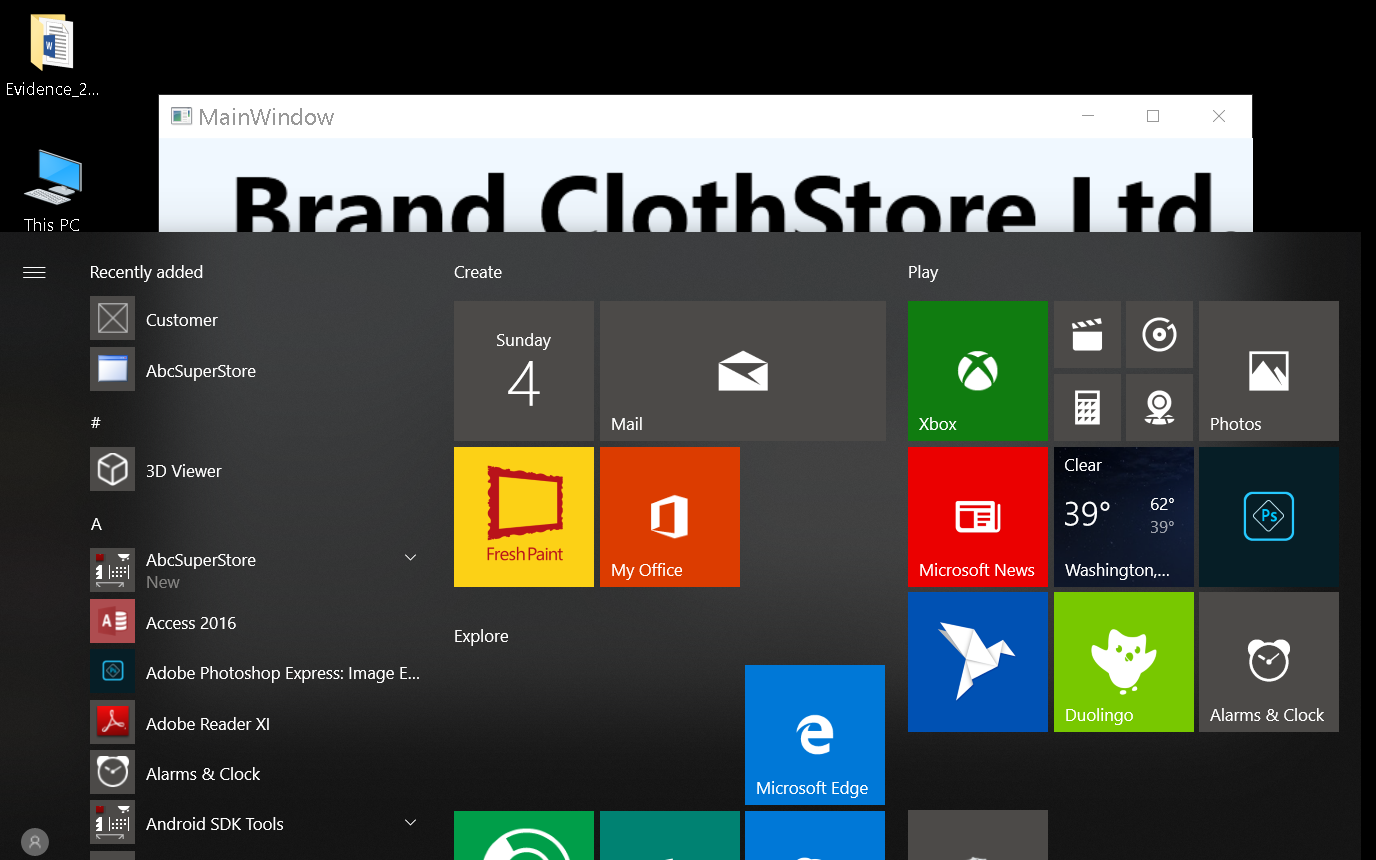 Evidence_2...
This PC
MainWindow
Brand ClothStore Ltd.
Recently added
Customer
AbcSuperStore
#
3D Viewer
A
AbcSuperStore
New
Access 2016
Adobe Photoshop Express: Image E...
Adobe Reader XI
Alarms & Clock
Android SDK Tools
Create
Sunday
4
Mail
Fresh Paint
My Office
Explore
Microsoft Edge
Play
Xbox
Photos
Microsoft News
Clear
39° 62°
39°
Washington,...
Ps
Duolingo
Alarms & Clock